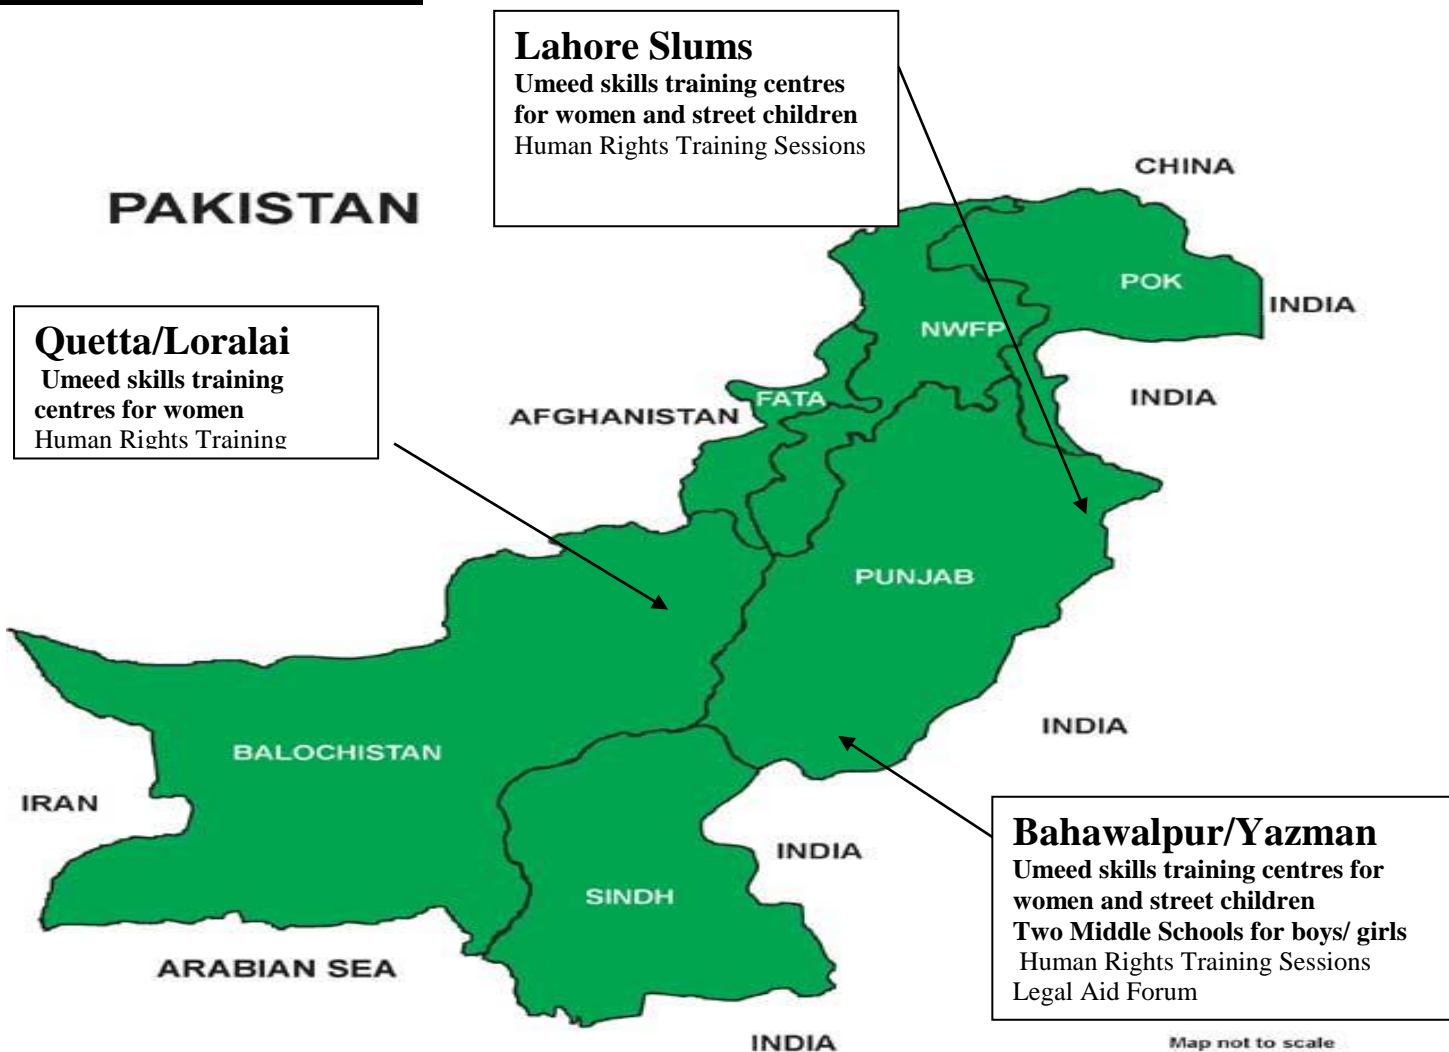 Lahore Slums
Umeed skills training centres
for women and street children
Human Rights Training Sessions
PAKISTAN
CHINA
POK
INDIA
NWFP
Quetta/Loralai
Umeed skills training
centres for women
Human Rights Training
INDIA
FATA
AFGHANISTAN
PUNJAB
INDIA
BALOCHISTAN
IRAN
Bahawalpur/Yazman
Umeed skills training centres for
women and street children
Two Middle Schools for boys/ girls
Human Rights Training Sessions
Legal Aid Forum
INDIA
SINDH
ARABIAN SEA
INDIA
Map not to scale